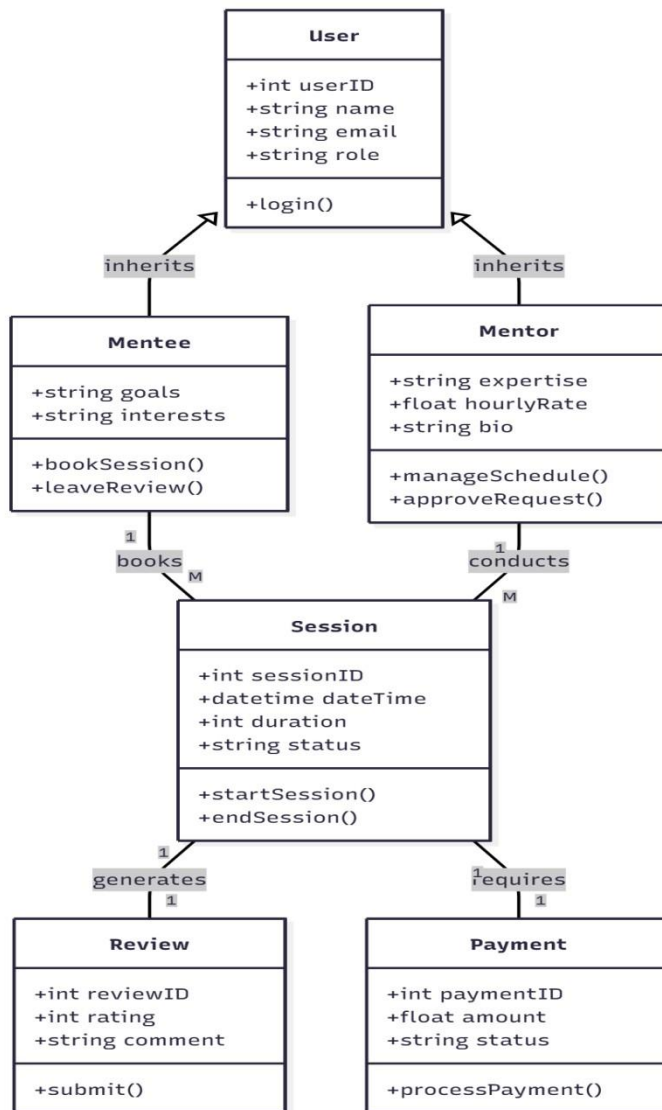 User
+int userID
+string name
+string email
+string role
+login()
inherits
inherits
Mentee
+string goals
+string interests
+bookSession()
+leaveReview()
Mentor
+string expertise
+float hourlyRate
+string bio
+manageSchedule()
+approveRequest()
1
books
M
1
conducts
M
Session
+int sessionID
+datetime dateTime
+int duration
+string status
+startSession()
+endSession()
1
generates
1
1
requires
1
Review
+int reviewID
+int rating
+string comment
+submit()
Payment
+int paymentID
+float amount
+string status
+processPayment()